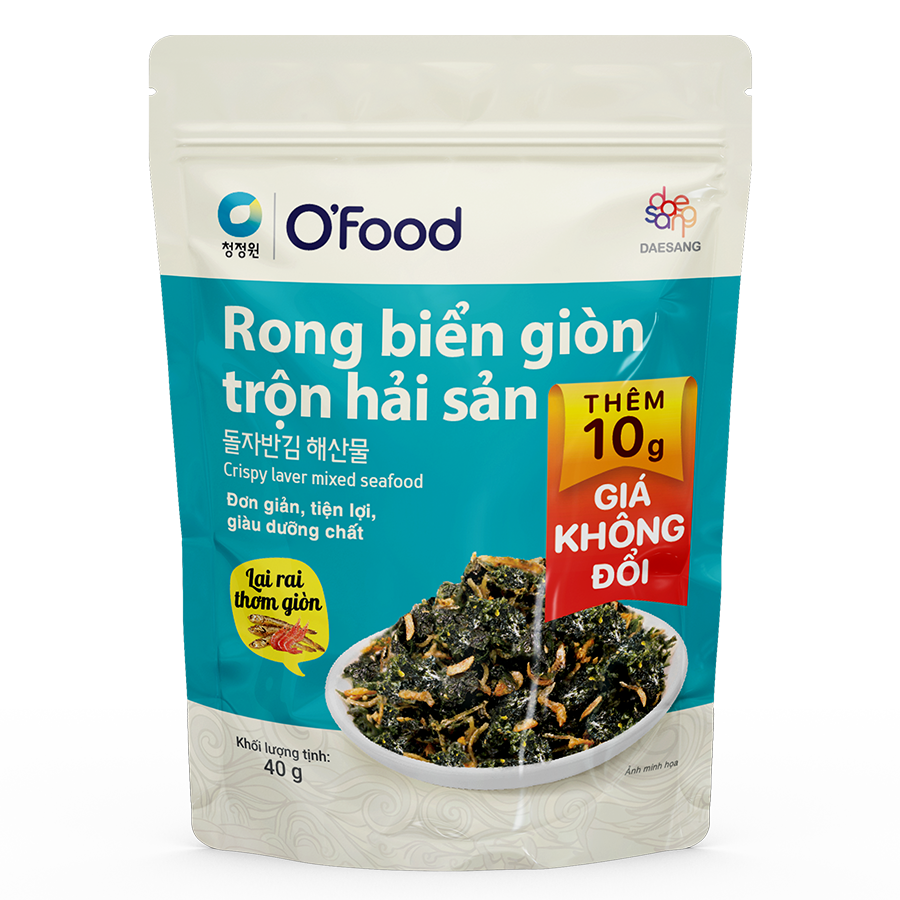 청정원
O'Food
daesang
DAESANG
Rong biển giòn
trộn hải sản
돌자반김 해산물
Crispy laver mixed seafood
Đơn giản, tiện lợi,
giàu dưỡng chất
THÊM
10g
GIÁ
KHÔNG
ĐỔI
Lai rai
thơm giòn
Khối lượng tịnh:
40 g
Ảnh minh họa